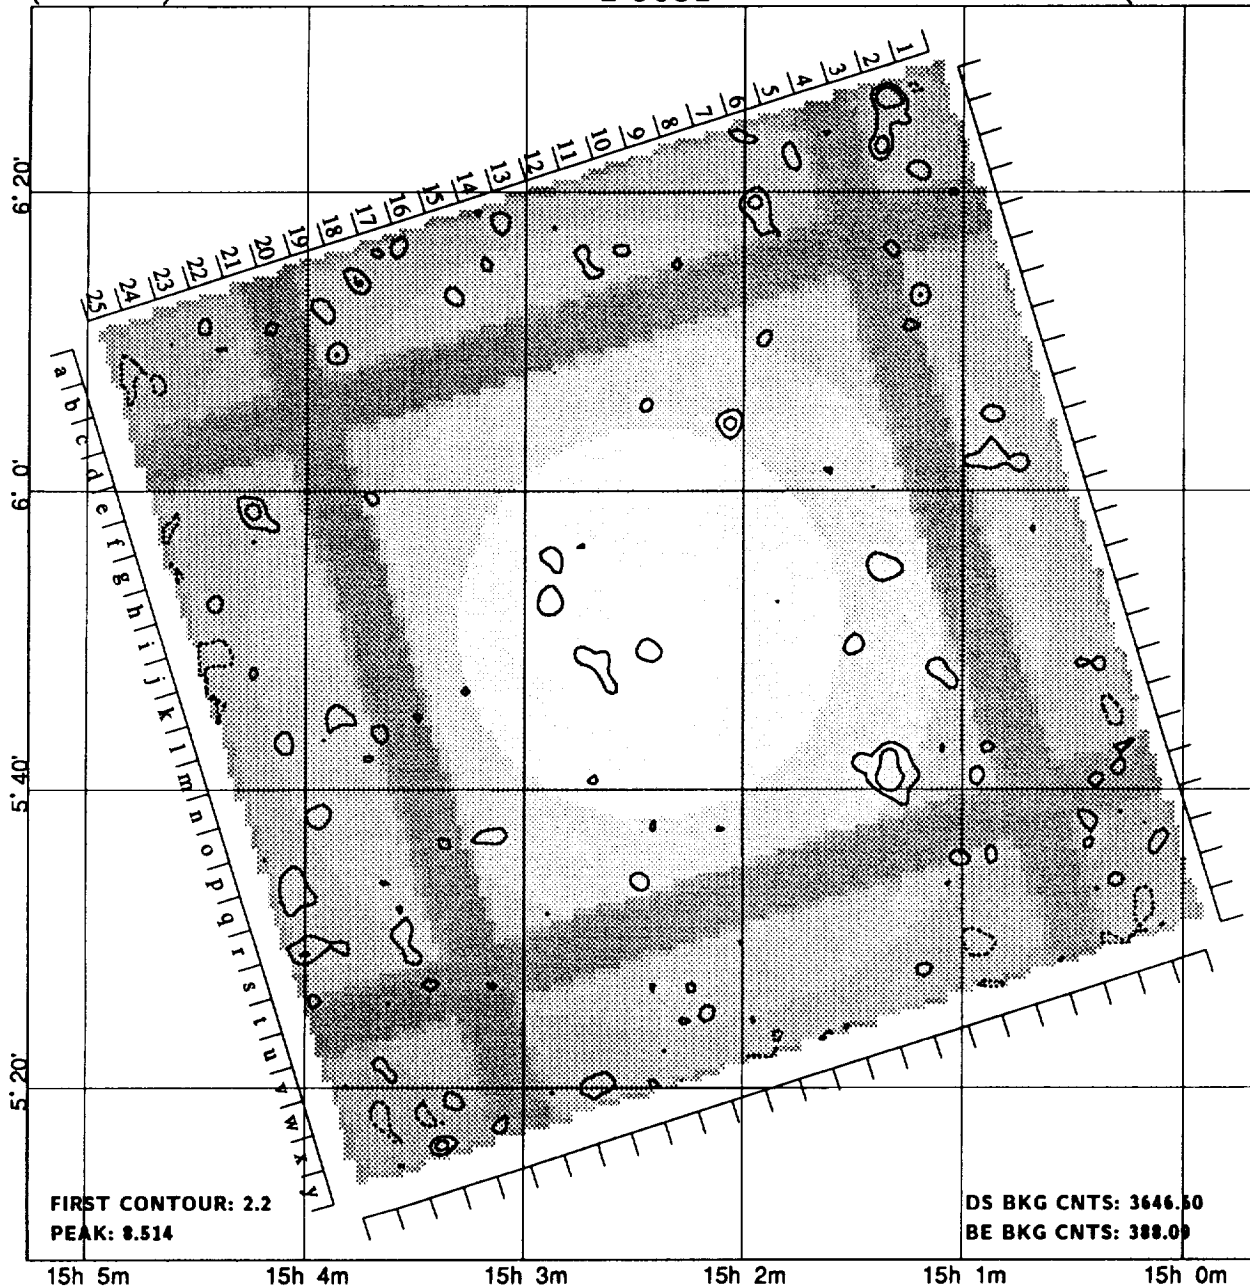 1 2 3 4 5 6 7 8 9 10 11 12 13 14 15 16 17 18 19 20 21 22 23 24 25
a b c d e f g h i j k l m n o p q r s t u v w x y
6° 20'
6° 0'
5° 40'
5° 20'
FIRST CONTOUR: 2.2
PEAK: 8.514
DS BKG CNTS: 3646.60
BE BKG CNTS: 388.09
15h 5m 15h 4m 15h 3m 15h 2m 15h 1m 15h 0m